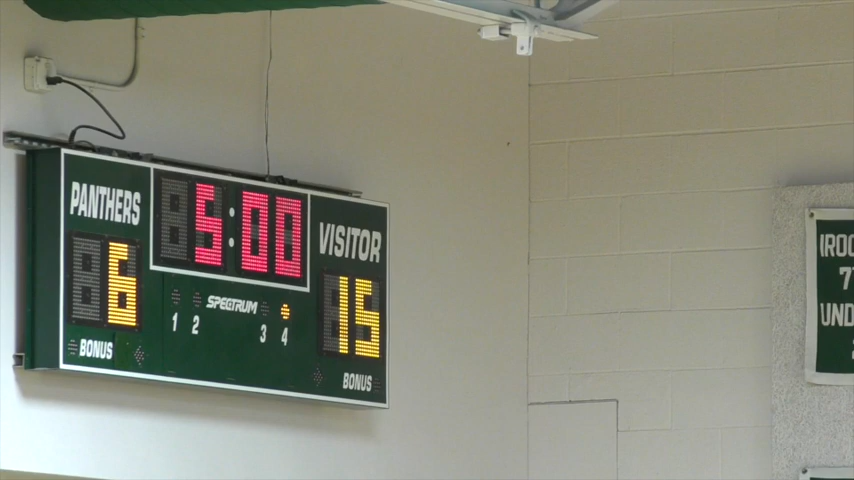 PANTHERS
5:00
VISITOR
6
15
SPECTRUM
1 2 3 4
BONUS
BONUS
IROQ
7
UND